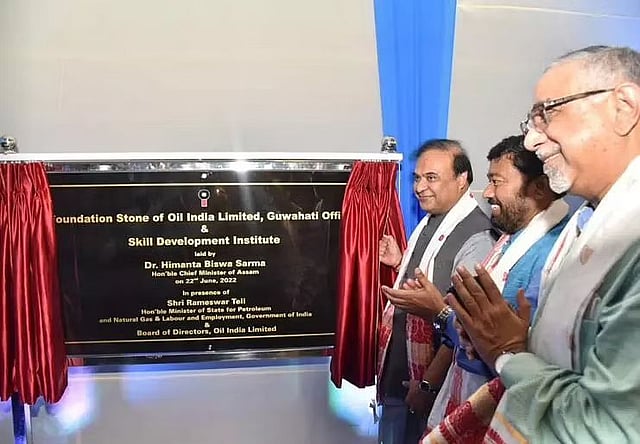 Foundation Stone of Oil India Limited, Guwahati Offi
&
Skill Development Institute
laid by
Dr. Himanta Biswa Sarma
Hon'ble Chief Minister of Assam
on 22nd June, 2022
In presence of
Shri Rameswar Teli
Hon'ble Minister of State for Petroleum
and Natural Gas & Labour and Employment, Government of India
&
Board of Directors, Oil India Limited